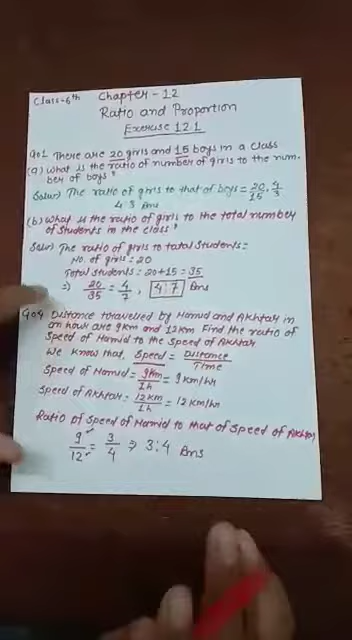 Class-6th Chapter-12
Ratio and Proportion
Exercise 12.1
Q01 There are 20 girls and 15 boys in a class
(a) What is the ratio of number of girls to the num-
ber of boys?
Solun) The ratio of girls to that of boys = 20/15, 4/3
4:3 Ans
(b) What is the ratio of girls to the total number
of students in the class?
Solun) The ratio of girls to total students=
No. of girls = 20
Total students = 20+15 = 35
⇒ 20/35 = 4/7, 4:7 Ans
Q04 Distance travelled by Hamid and Akhtar in
an hour are 9km and 12km Find the ratio of
Speed of Hamid to the Speed of Akhtar
We know that, Speed = Distance/Time
Speed of Hamid = 9km/1h = 9km/hr
Speed of Akhtar = 12km/1h = 12km/hr
Ratio of Speed of Hamid to that of Speed of Akhtar
9/12 = 3/4 ⇒ 3:4 Ans